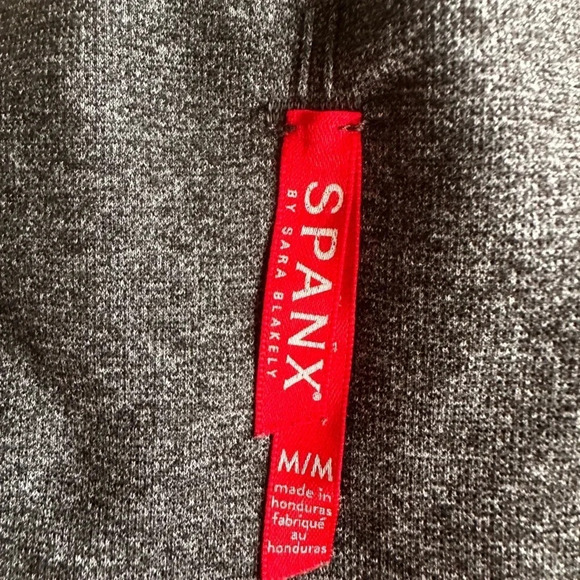 SPANX®
BY SARA BLAKELY
M/M
made in
honduras
fabriqué
au
honduras